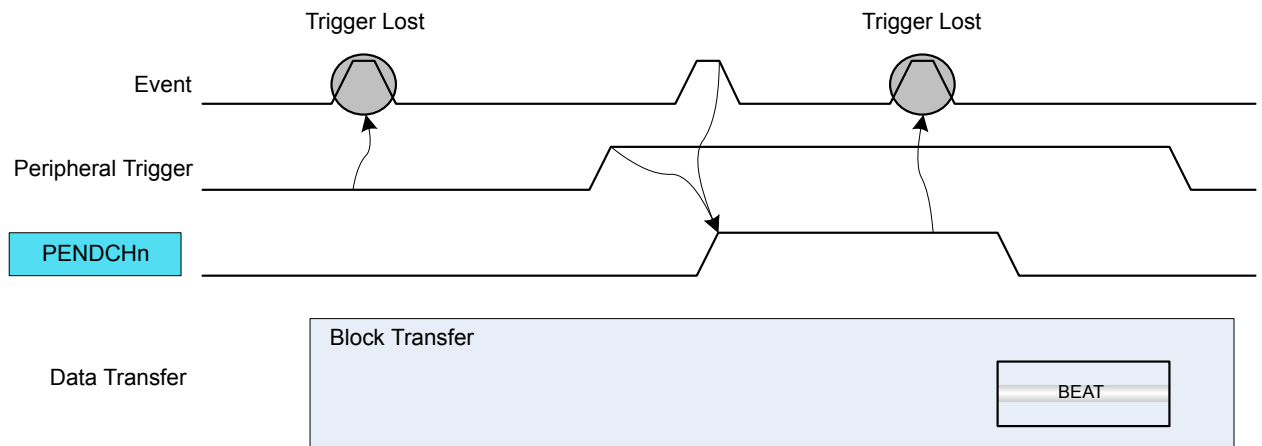 Trigger Lost
Trigger Lost
Event
Peripheral Trigger
PENDCHn
Block Transfer
Data Transfer
BEAT